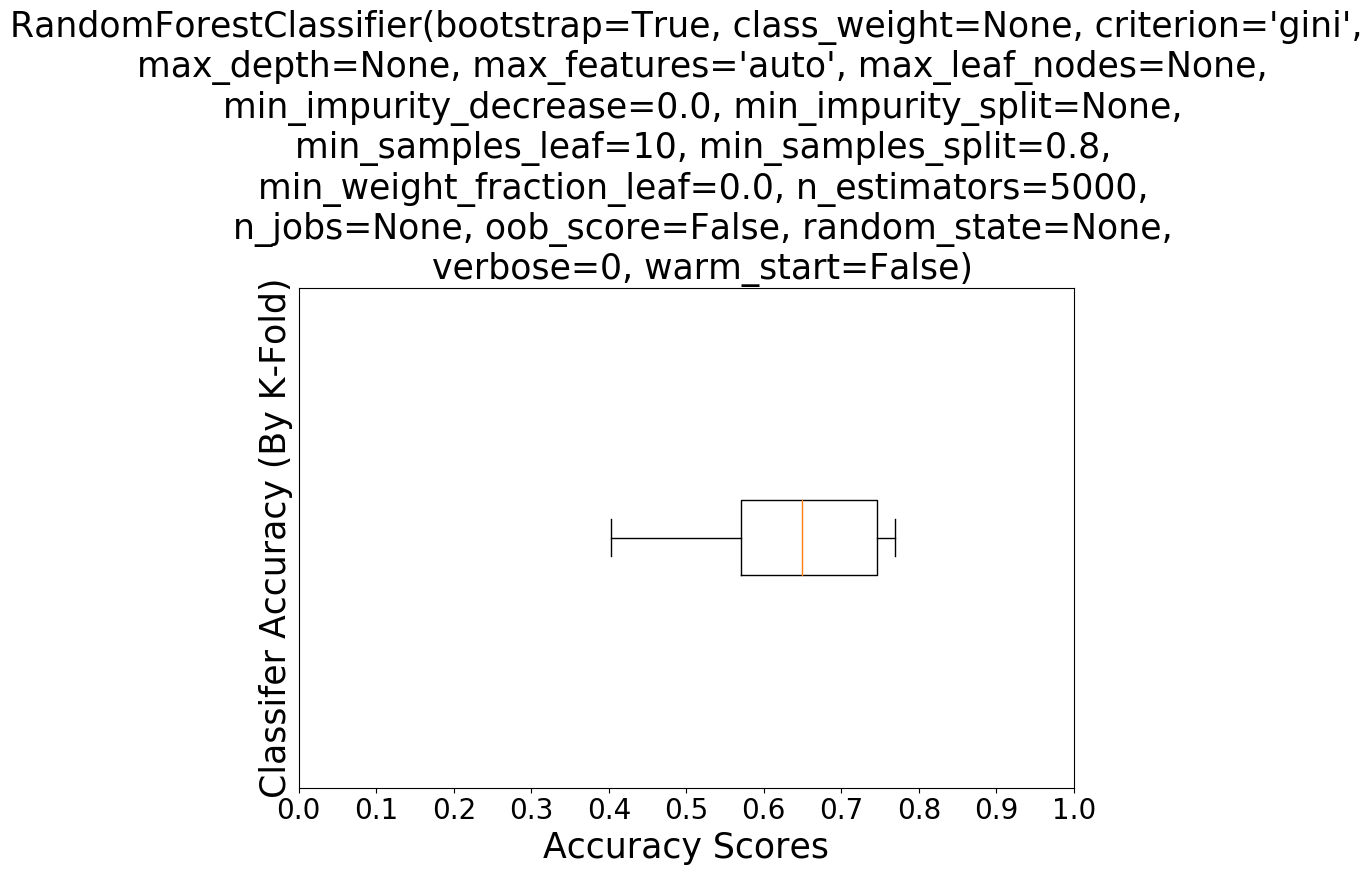 RandomForestClassifier(bootstrap=True, class_weight=None, criterion='gini',
max_depth=None, max_features='auto', max_leaf_nodes=None,
min_impurity_decrease=0.0, min_impurity_split=None,
min_samples_leaf=10, min_samples_split=0.8,
min_weight_fraction_leaf=0.0, n_estimators=5000,
n_jobs=None, oob_score=False, random_state=None,
verbose=0, warm_start=False)
Classifer Accuracy (By K-Fold)
0.0 0.1 0.2 0.3 0.4 0.5 0.6 0.7 0.8 0.9 1.0
Accuracy Scores